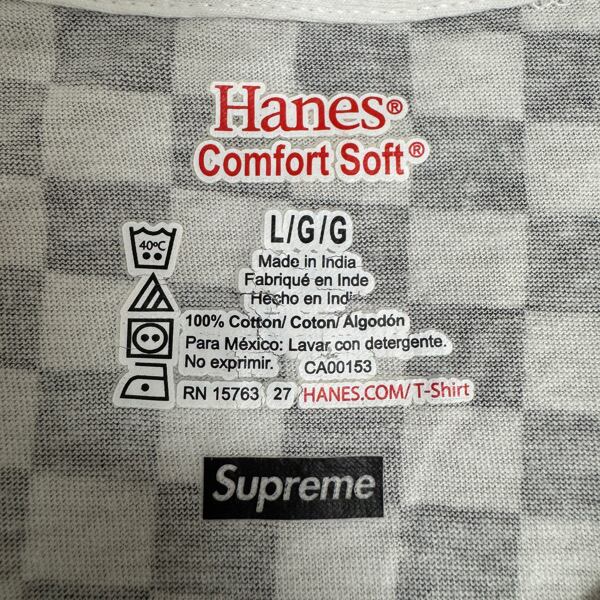 Hanes®
Comfort Soft®
40°C
L/G/G
Made in India
Fabriqué en Inde
Hecho en Indi
100% Cotton/ Coton/ Algodón
Para México: Lavar con detergente.
No exprimir. CA00153
RN 15763 27 HANES.COM/T-Shirt
Supreme